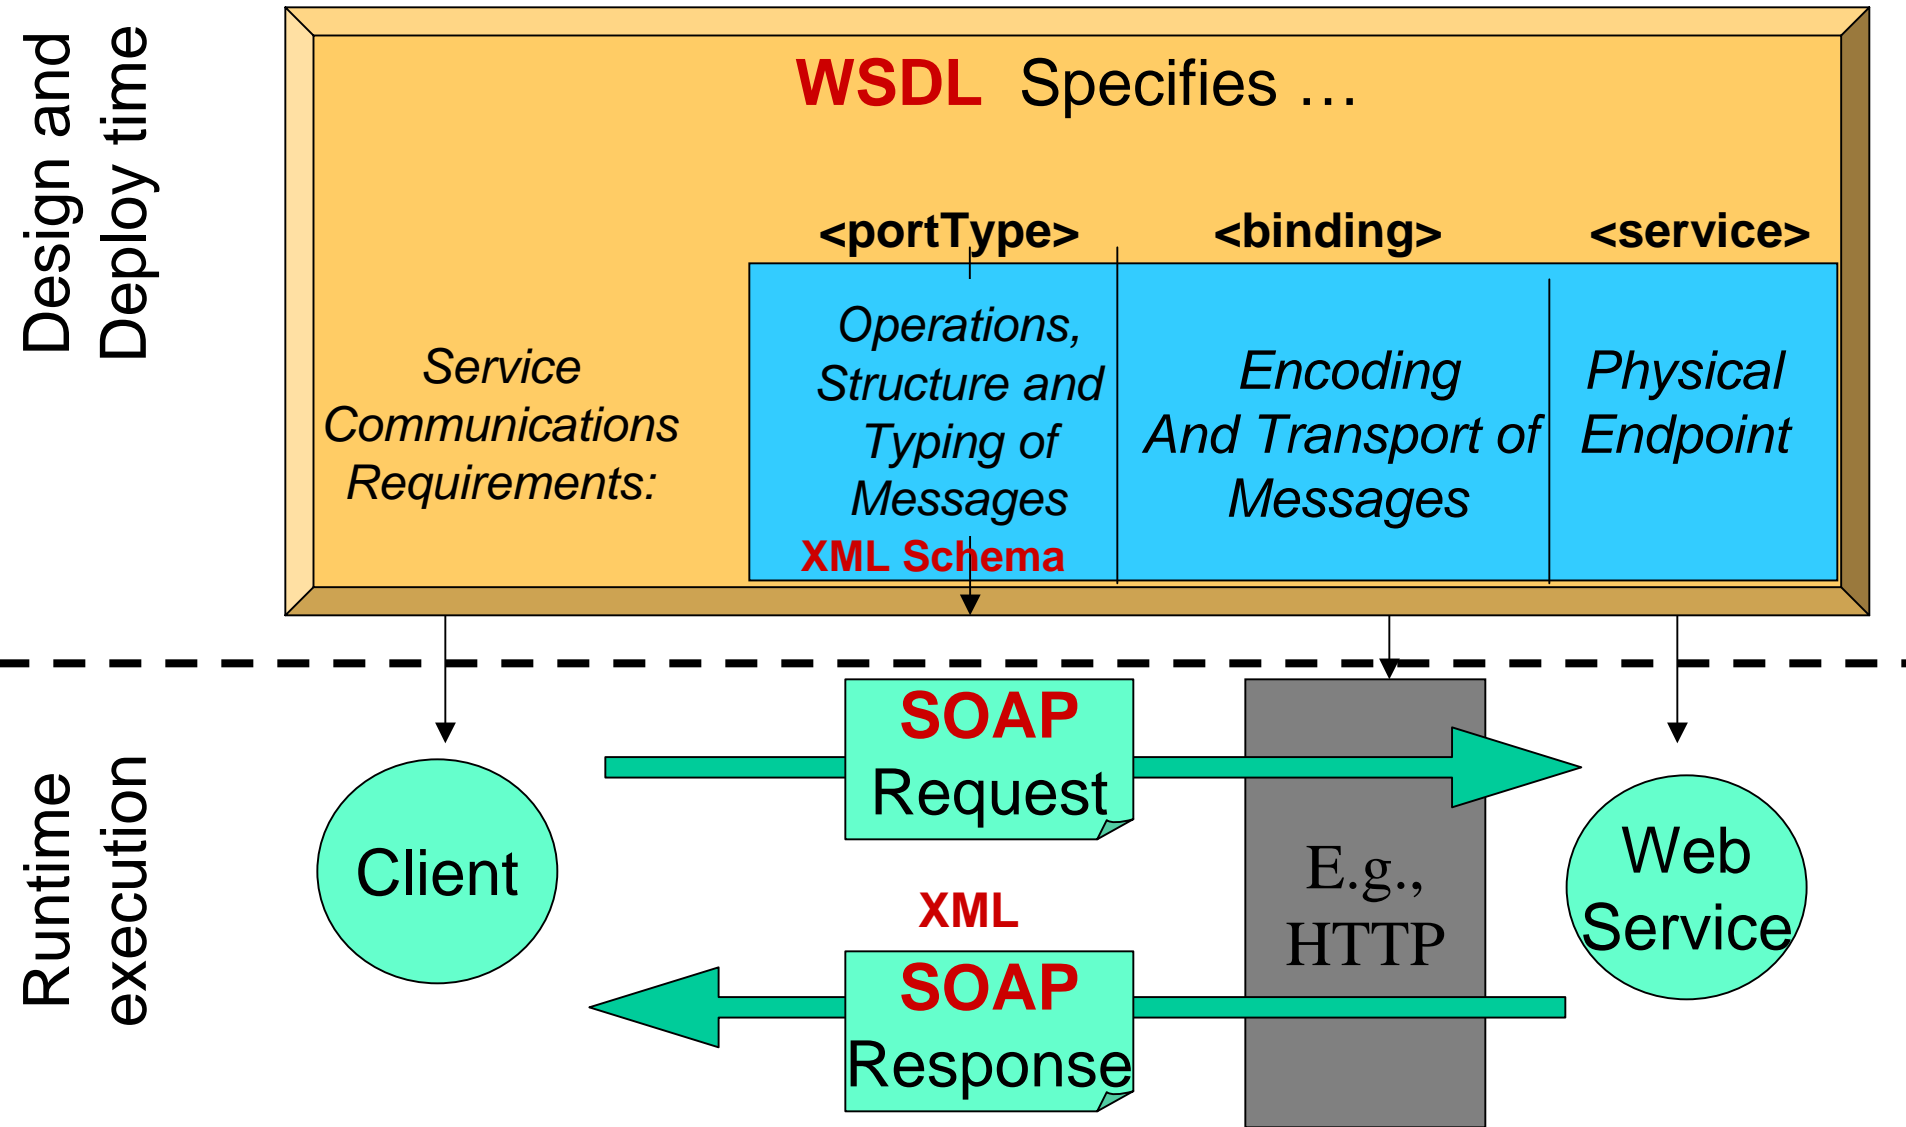 Design and
Deploy time
WSDL Specifies …
<portType>
<binding>
<service>
Service
Communications
Requirements:
Operations,
Structure and
Typing of
Messages
XML Schema
Encoding
And Transport of
Messages
Physical
Endpoint
Runtime
execution
Client
SOAP
Request
XML
SOAP
Response
E.g.,
HTTP
Web
Service